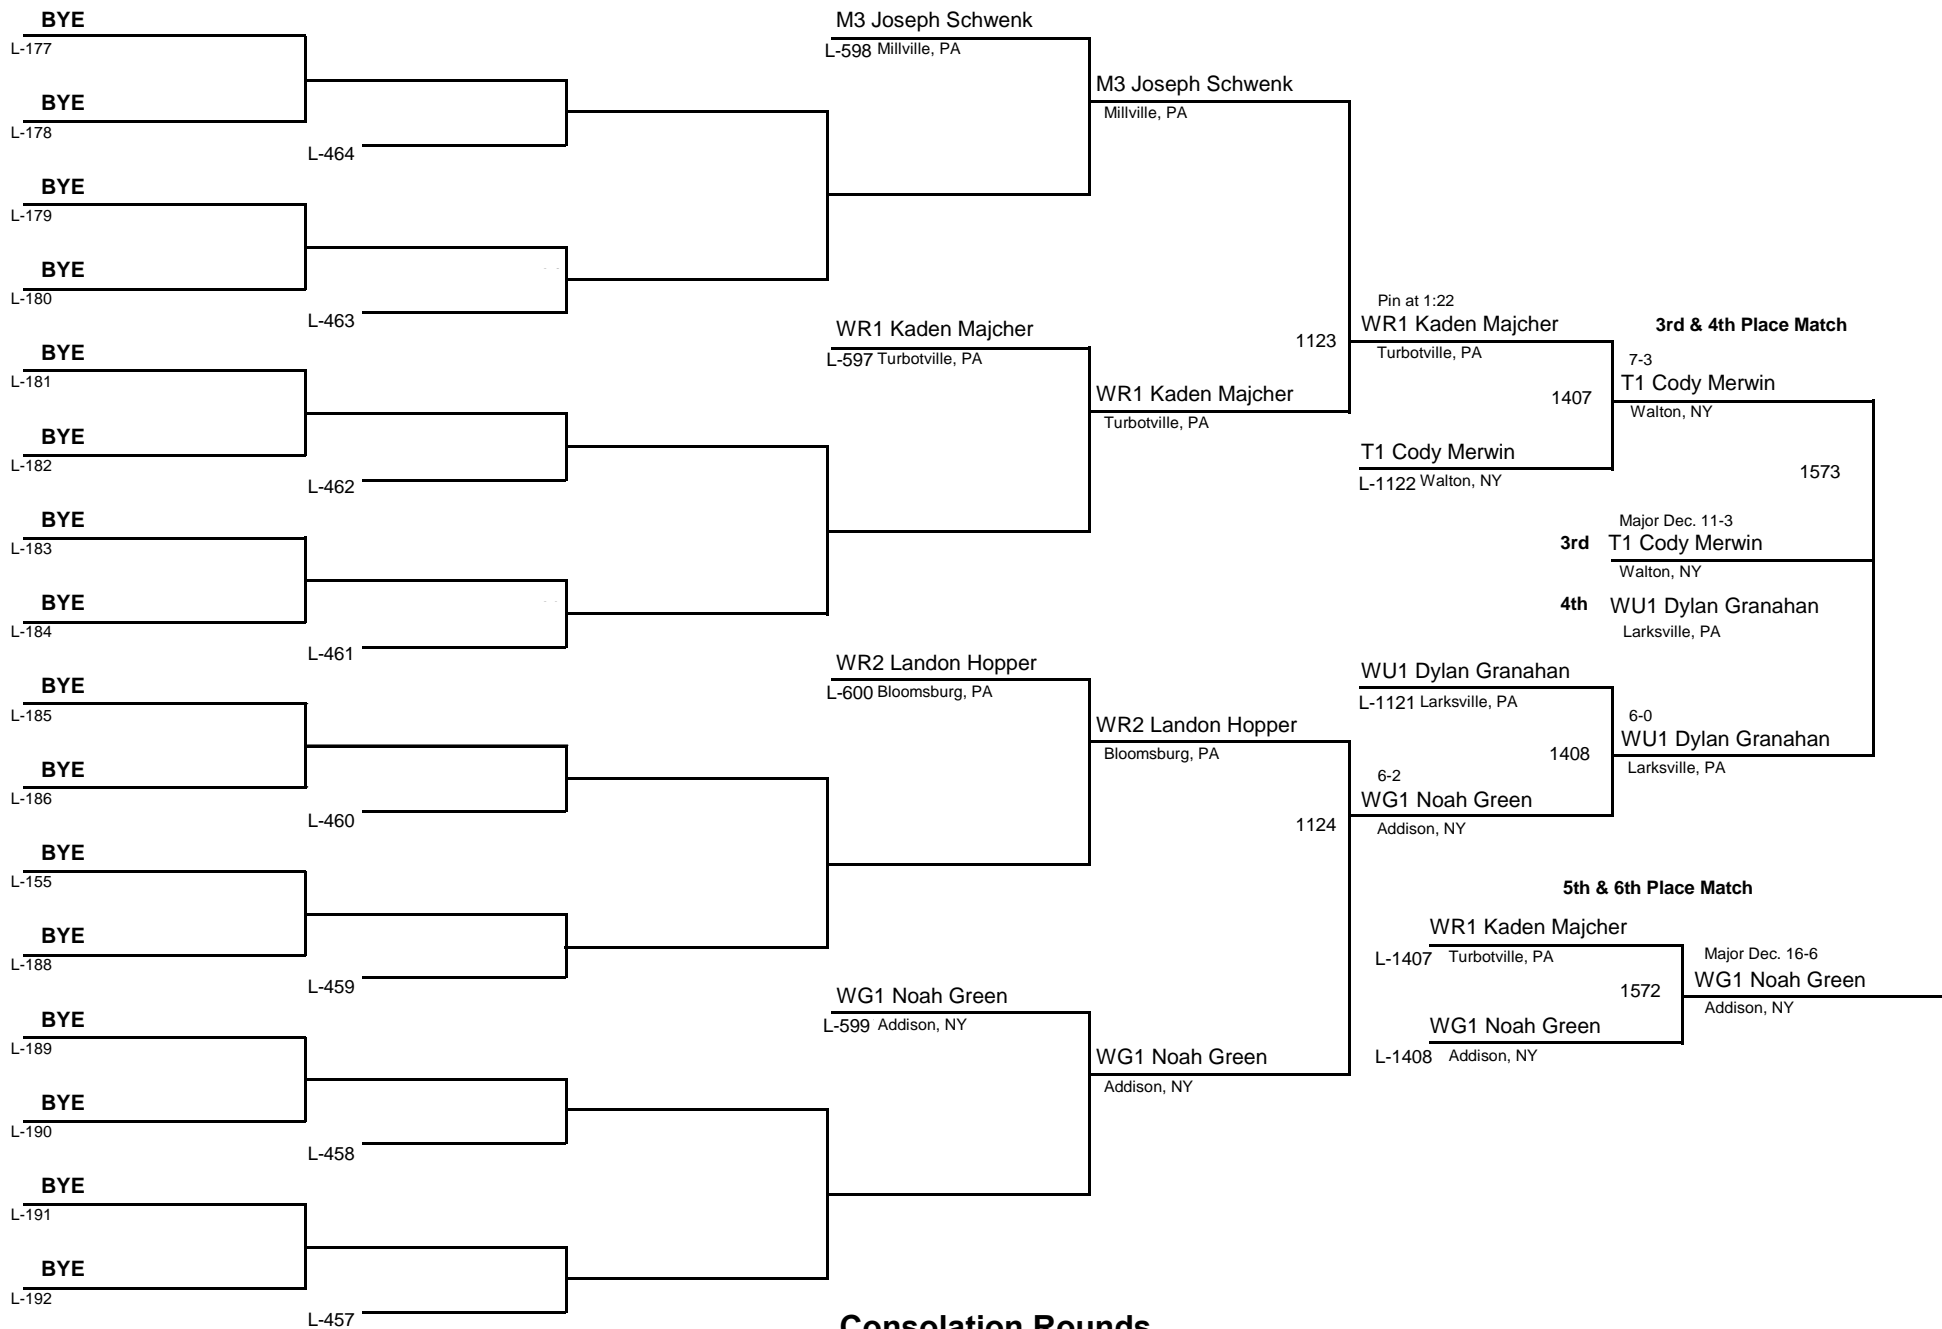 BYE
L-177
BYE
L-178
L-464
BYE
L-179
BYE
L-180
L-463
BYE
L-181
BYE
L-182
L-462
BYE
L-183
BYE
L-184
L-461
BYE
L-185
BYE
L-186
L-460
BYE
L-155
BYE
L-188
L-459
BYE
L-189
BYE
L-190
L-458
BYE
L-191
BYE
L-192
L-457
M3 Joseph Schwenk
L-598 Millville, PA
M3 Joseph Schwenk
Millville, PA
WR1 Kaden Majcher
L-597 Turbotville, PA
WR1 Kaden Majcher
Turbotville, PA
1123
WR2 Landon Hopper
L-600 Bloomsburg, PA
WR2 Landon Hopper
Bloomsburg, PA
1124
WG1 Noah Green
L-599 Addison, NY
WG1 Noah Green
Addison, NY
Pin at 1:22
WR1 Kaden Majcher
Turbotville, PA
1407
T1 Cody Merwin
L-1122 Walton, NY
3rd & 4th Place Match
7-3
T1 Cody Merwin
Walton, NY
1573
Major Dec. 11-3
3rd T1 Cody Merwin
Walton, NY
4th WU1 Dylan Granahan
Larksville, PA
WU1 Dylan Granahan
L-1121 Larksville, PA
1408
6-0
WU1 Dylan Granahan
Larksville, PA
6-2
WG1 Noah Green
Addison, NY
5th & 6th Place Match
WR1 Kaden Majcher
L-1407 Turbotville, PA
1572
WG1 Noah Green
L-1408 Addison, NY
Major Dec. 16-6
WG1 Noah Green
Addison, NY
Consolation Rounds